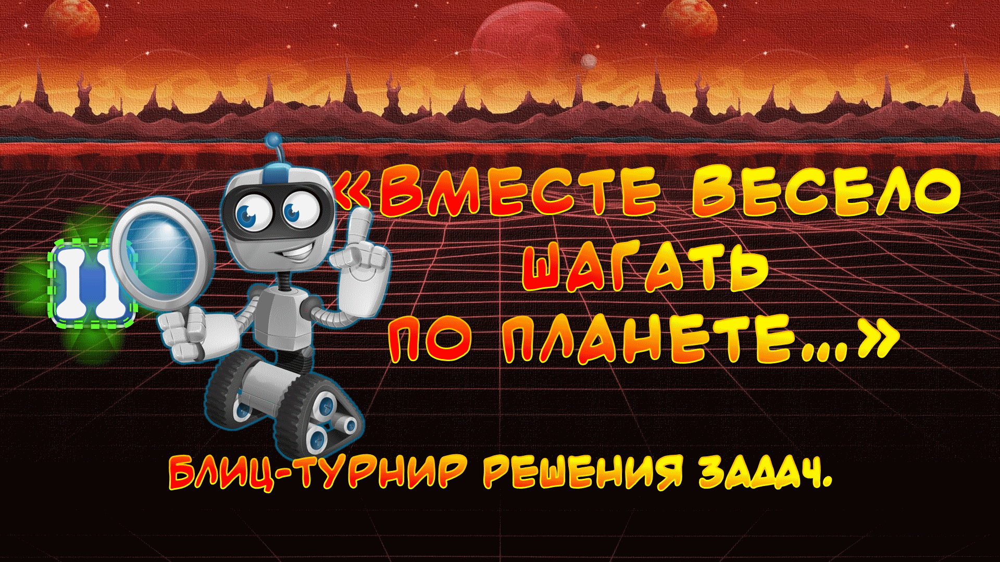 «ВМЕСТЕ ВЕСЕЛО
ШАГАТЬ
ПО ПЛАНЕТЕ...»
II
БЛИЦ-ТУРНИР РЕШЕНИЯ ЗАДАЧ.